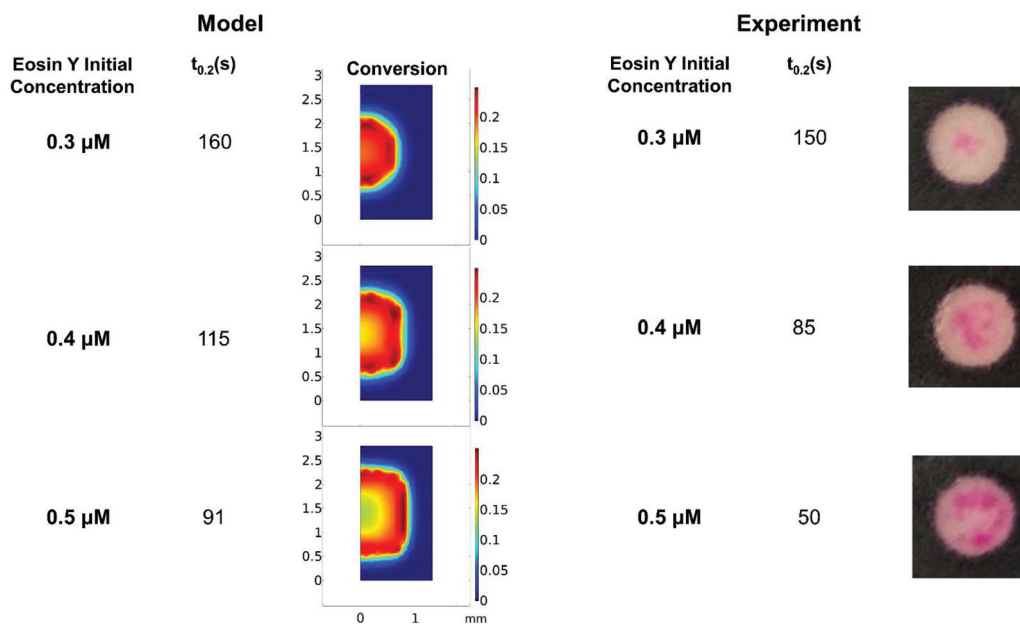 Model
Experiment
Eosin Y Initial
Concentration
t0.2(s)
Conversion
Eosin Y Initial
Concentration
t0.2(s)
3
2.5
2
1.5
1
0.5
0
0.2
0.15
0.1
0.05
0
0.3 μM
160
0.3 μM
150
3
2.5
2
1.5
1
0.5
0
0.2
0.15
0.1
0.05
0
0.4 μM
115
0.4 μM
85
3
2.5
2
1.5
1
0.5
0
0.2
0.15
0.1
0.05
0
0.5 μM
91
0.5 μM
50
0 1 mm